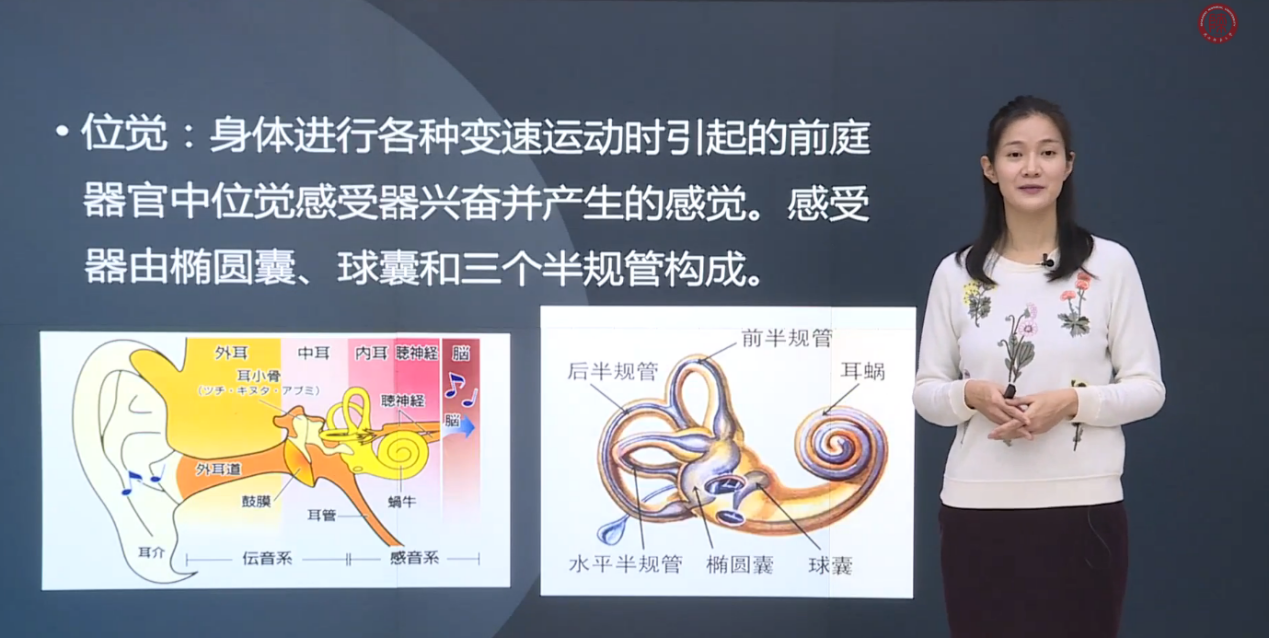 • 位觉：身体进行各种变速运动时引起的前庭
器官中位觉感受器兴奋并产生的感觉。感受
器由椭圆囊、球囊和三个半规管构成。
外耳
中耳
内耳
聴神経
脳
耳小骨
(ツチ・キヌタ・アブミ)
聴神経
脳
外耳道
鼓膜
耳管
蝸牛
耳介
伝音系
感音系
前半规管
后半规管
耳蜗
水平半规管
椭圆囊
球囊